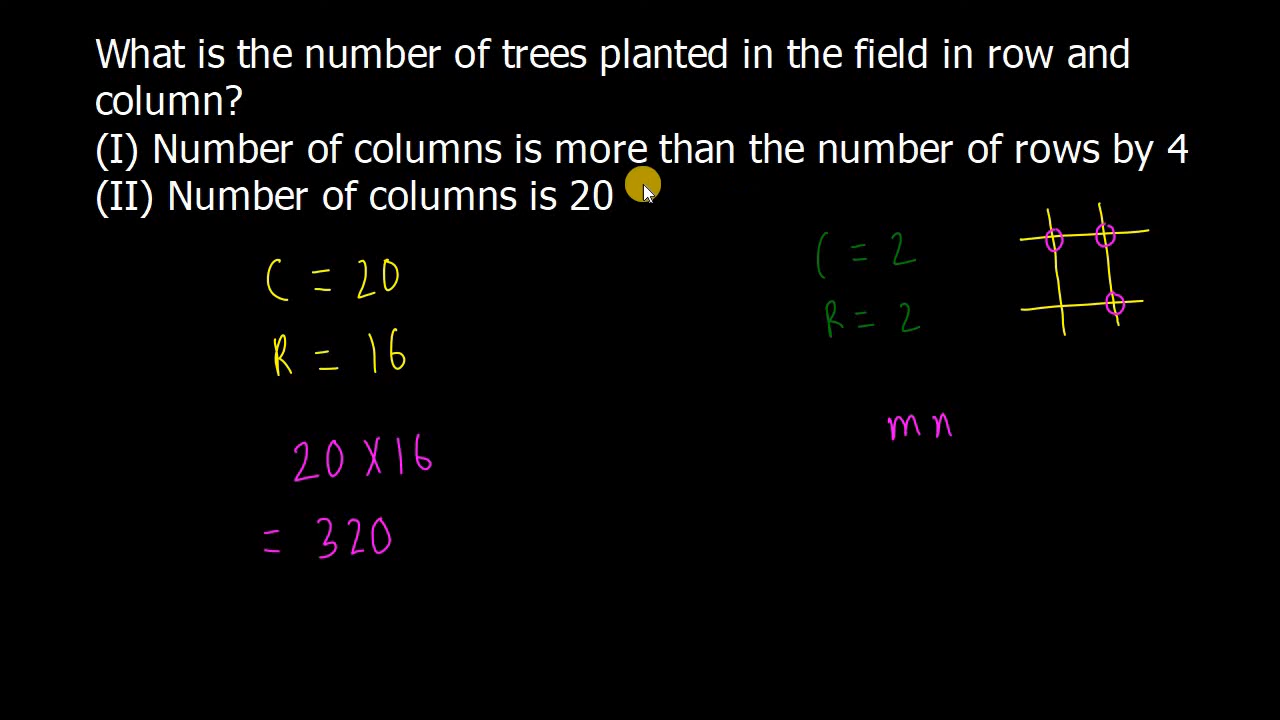 What is the number of trees planted in the field in row and
column?
(I) Number of columns is more than the number of rows by 4
(II) Number of columns is 20
C = 20
R = 16
20 X 16
= 320
C = 2
R = 2
m n